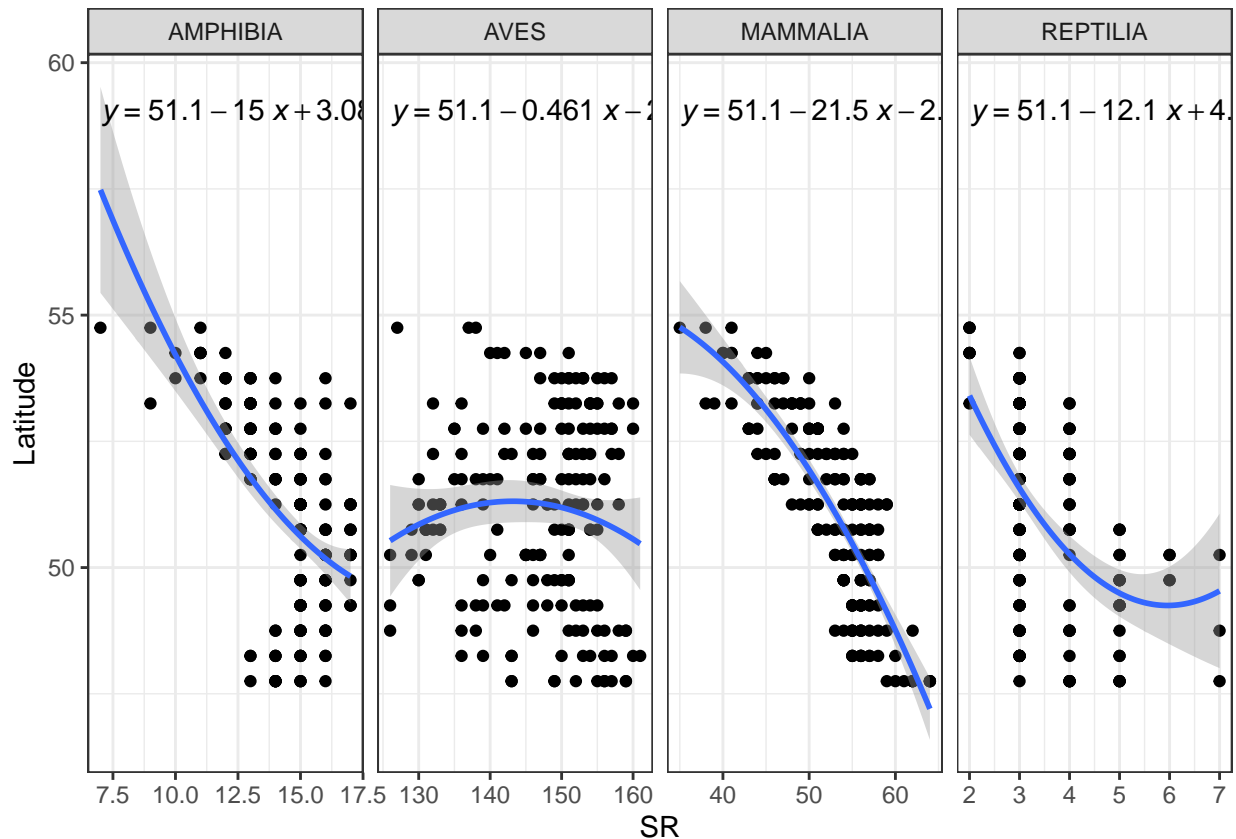 AMPHIBIA AVES MAMMALIA REPTILIA
60
y = 51.1 − 15 x + 3.08 y = 51.1 − 0.461 x − 2 y = 51.1 − 21.5 x − 2. y = 51.1 − 12.1 x + 4.
55
Latitude
50
7.5 10.0 12.5 15.0 17.5 130 140 150 160 40 50 60 2 3 4 5 6 7
SR